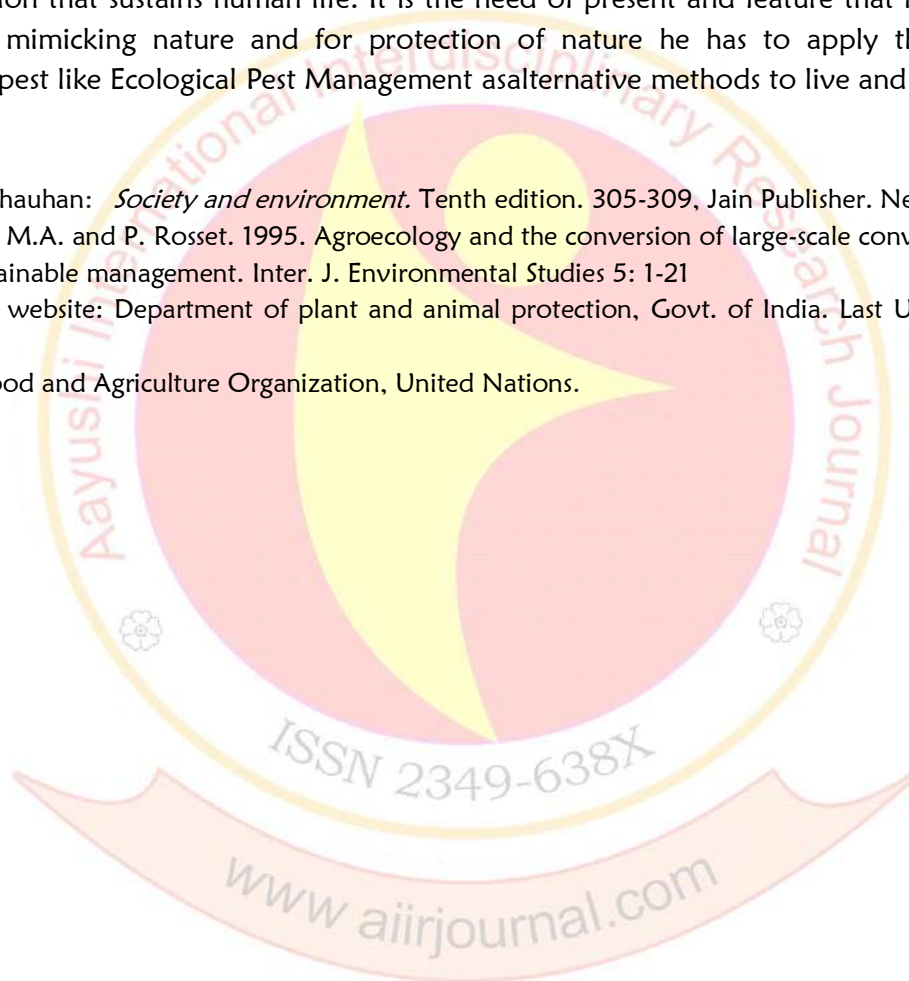 ion that sustains human life. It is the need of present and feature that
mimicking nature and for protection of nature he has to apply th
pest like Ecological Pest Management asalternative methods to live and
hauhan: Society and environment. Tenth edition. 305-309, Jain Publisher. Ne
M.A. and P. Rosset. 1995. Agroecology and the conversion of large-scale conv
ainable management. Inter. J. Environmental Studies 5: 1-21
website: Department of plant and animal protection, Govt. of India. Last U
ood and Agriculture Organization, United Nations.
Aayushi International Interdisciplinary Research Journal
ISSN 2349-638X
www aiirjournal.com